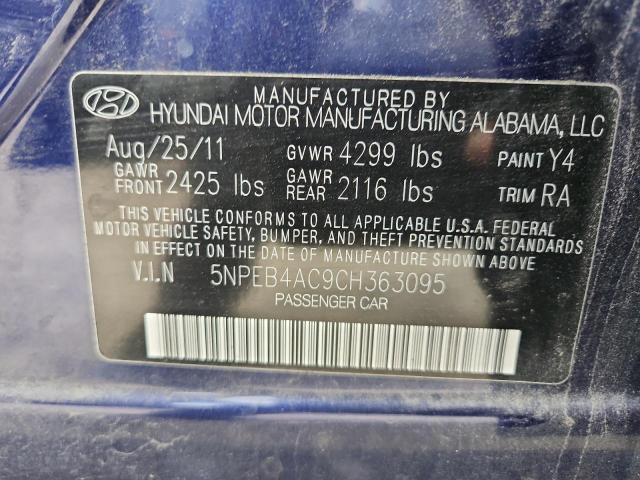 MANUFACTURED BY
HYUNDAI MOTOR MANUFACTURING ALABAMA, LLC
Aug/25/11 GVWR 4299 lbs PAINT Y4
GAWR FRONT 2425 lbs GAWR REAR 2116 lbs TRIM RA
THIS VEHICLE CONFORMS TO ALL APPLICABLE U.S.A. FEDERAL
MOTOR VEHICLE SAFETY, BUMPER, AND THEFT PREVENTION STANDARDS
IN EFFECT ON THE DATE OF MANUFACTURE SHOWN ABOVE.
V.I.N 5NPEB4AC9CH363095
PASSENGER CAR